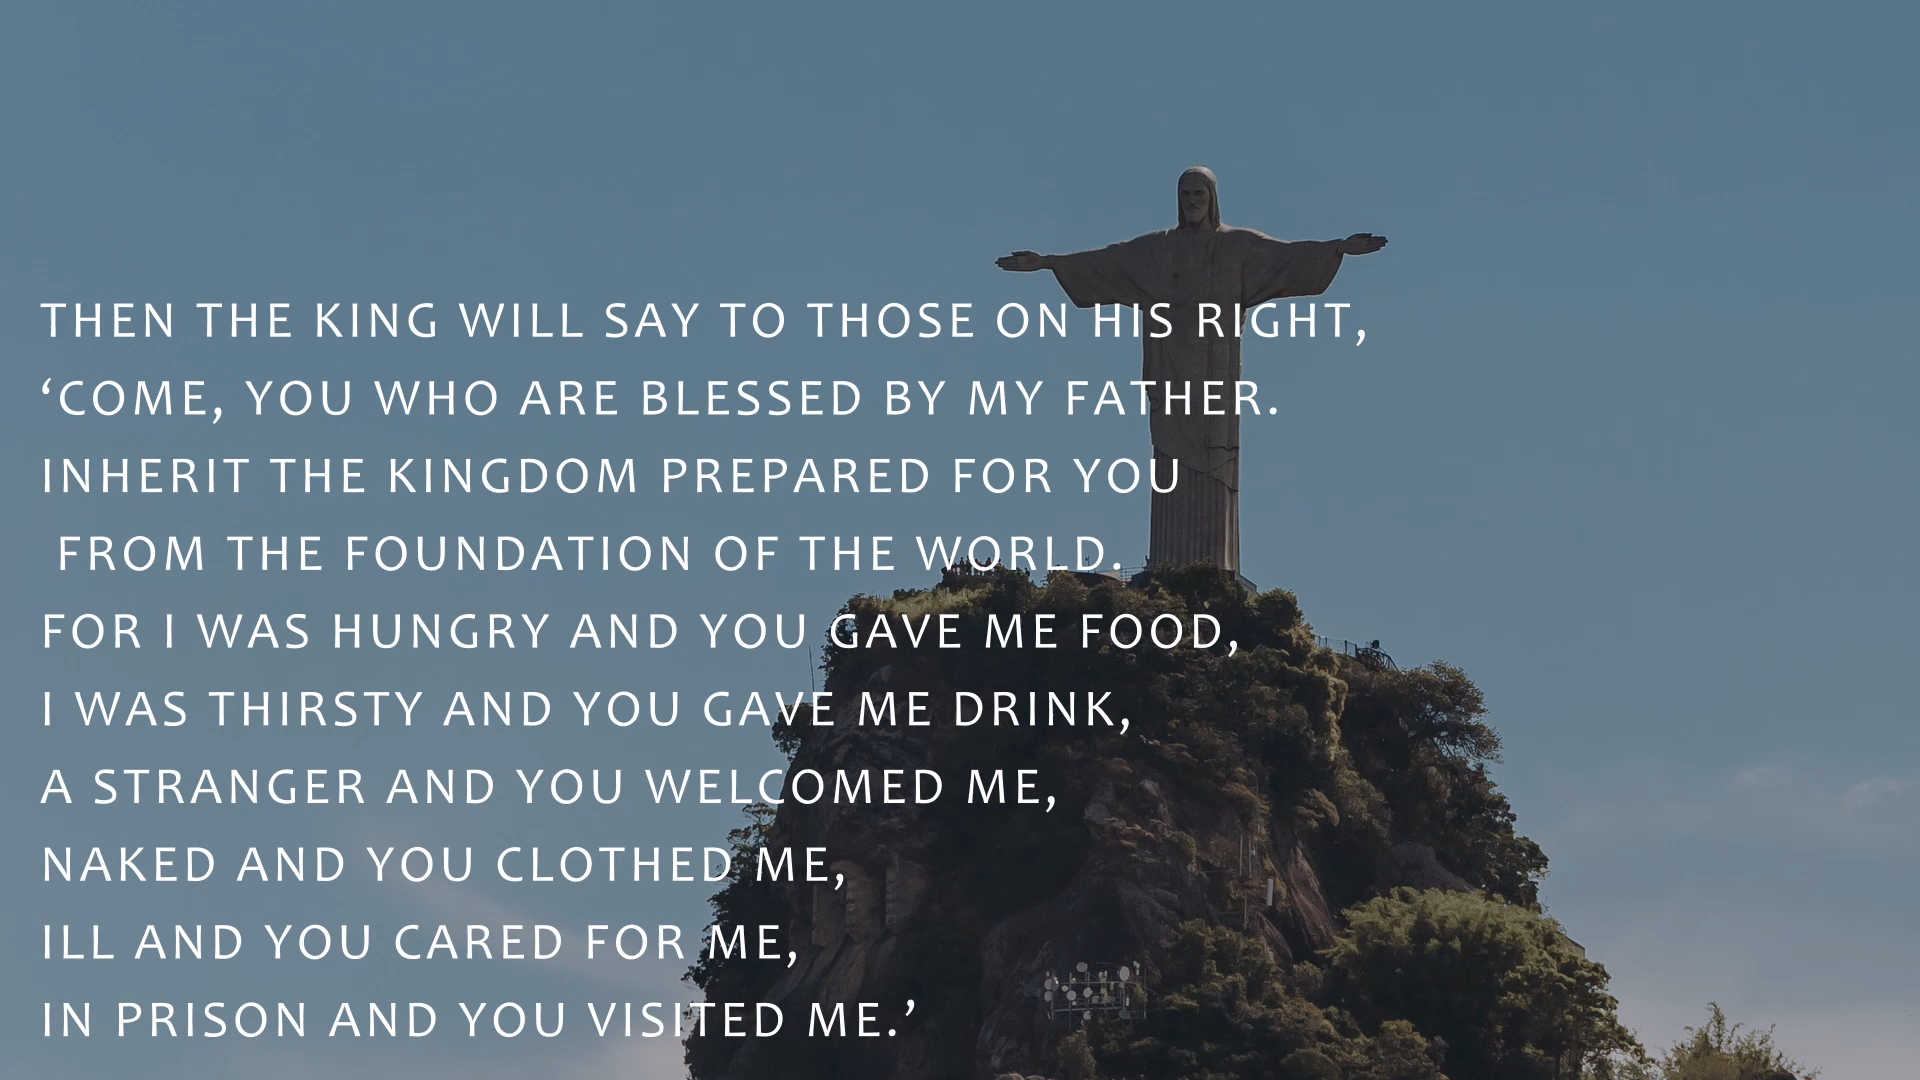 THEN THE KING WILL SAY TO THOSE ON HIS RIGHT,
‘COME, YOU WHO ARE BLESSED BY MY FATHER.
INHERIT THE KINGDOM PREPARED FOR YOU
FROM THE FOUNDATION OF THE WORLD.
FOR I WAS HUNGRY AND YOU GAVE ME FOOD,
I WAS THIRSTY AND YOU GAVE ME DRINK,
A STRANGER AND YOU WELCOMED ME,
NAKED AND YOU CLOTHED ME,
ILL AND YOU CARED FOR ME,
IN PRISON AND YOU VISITED ME.’